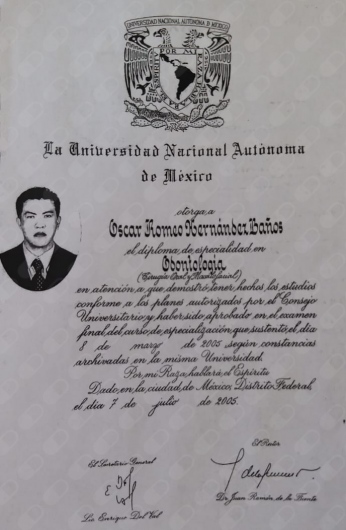 UNIVERSIDAD NACIONAL AUTÓNOMA D MÉXICO
POR MI RAZA HABLARÁ EL ESPÍRITU
La Universidad Nacional Autónoma
de México
otorga a
Oscar Romeo Hernández Baños
el diploma de especialidad en
Odontología
(Cirugía Oral y Maxilofacial)
en atención a que demostró tener hechos los estudios
conforme a los planes autorizados por el Consejo
Universitario y haber sido aprobado en el examen
final del curso de especialización que sustentó el día
8 de marzo de 2005 según constancias
archivadas en la misma Universidad.
Por mi Raza hablará el Espíritu
Dado en la ciudad de México Distrito Federal
el día 7 de julio de 2005.
El Secretario General
El Rector
Lic. Enrique Del Val
Dr. Juan Ramón de la Fuente